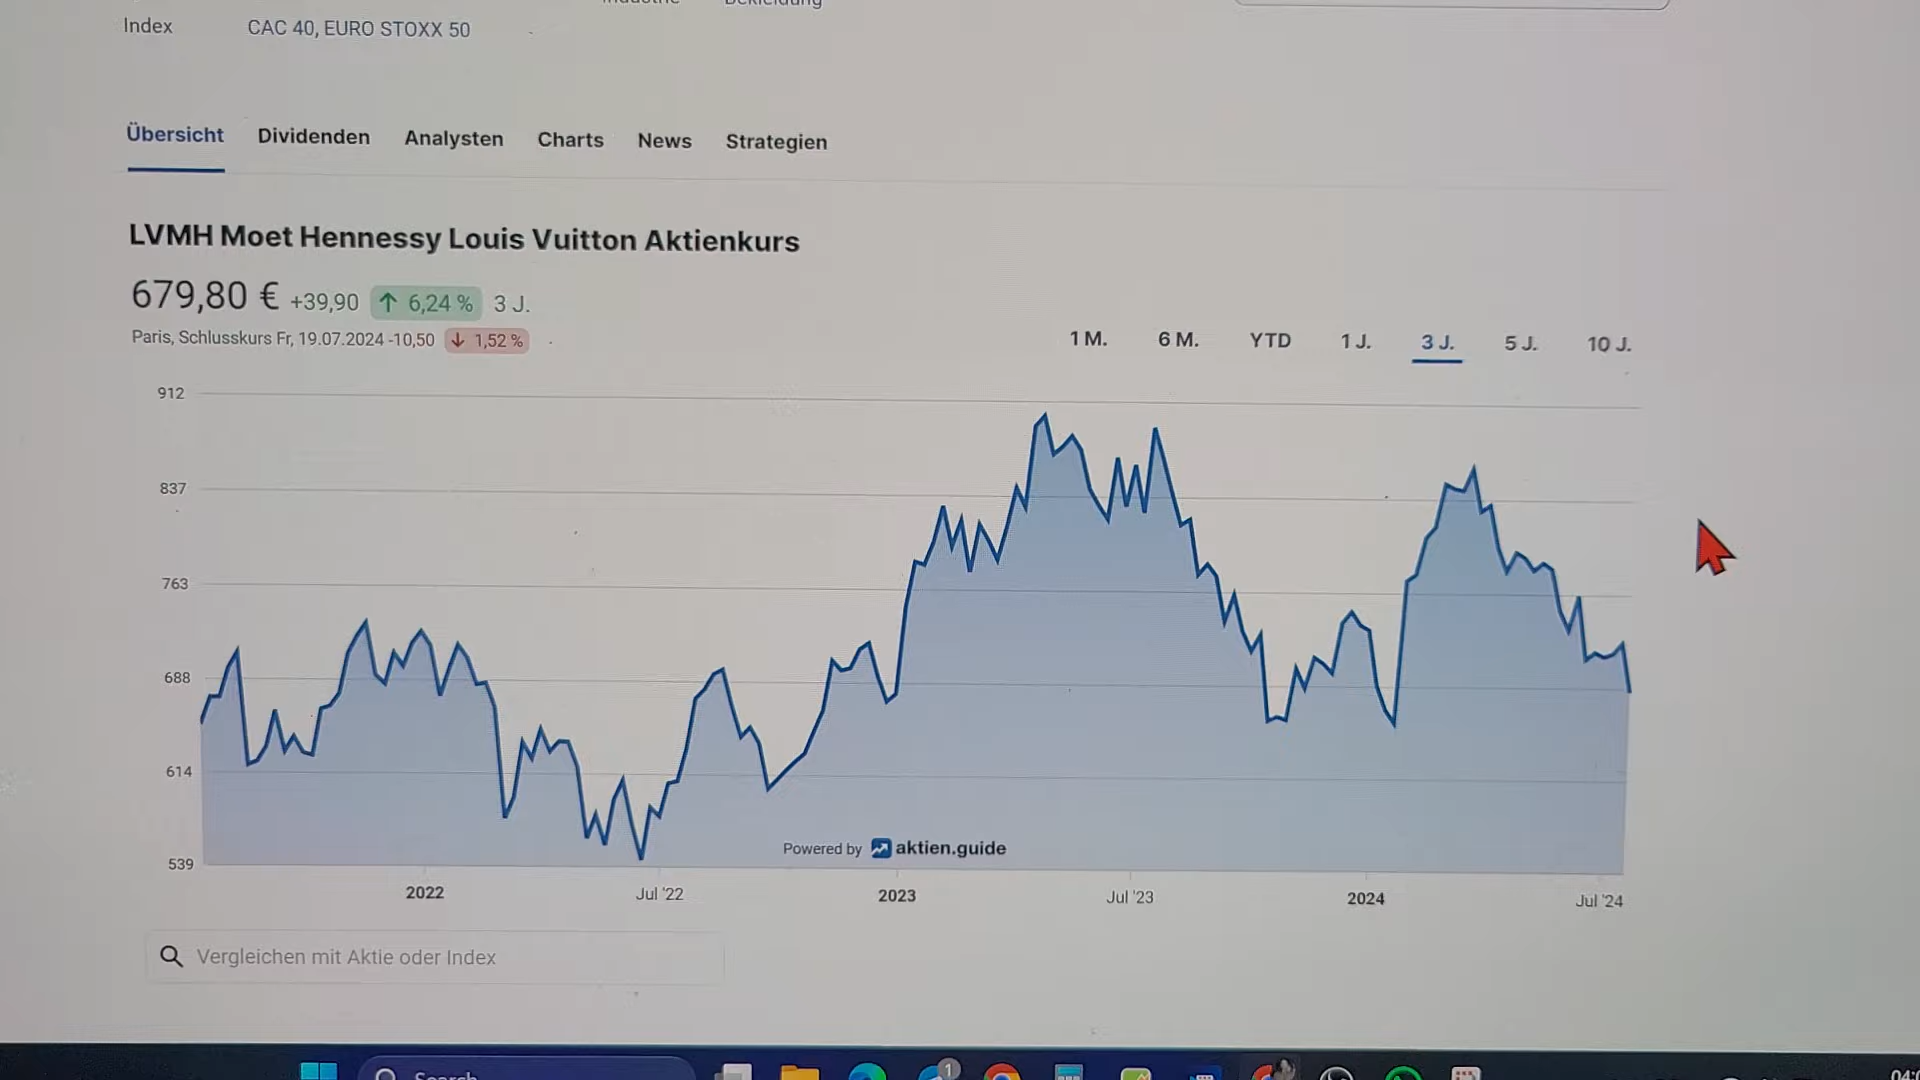 Index CAC 40, EURO STOXX 50
Übersicht Dividenden Analysten Charts News Strategien
LVMH Moet Hennessy Louis Vuitton Aktienkurs
679,80 € +39,90 ↑ 6,24 % 3 J.
Paris, Schlusskurs Fr, 19.07.2024 -10,50 ↓ 1,52 %
1 M. 6 M. YTD 1 J. 3 J. 5 J. 10 J.
912
837
763
688
614
539
Powered by aktien.guide
2022 Jul '22 2023 Jul '23 2024 Jul '24
Vergleichen mit Aktie oder Index
1